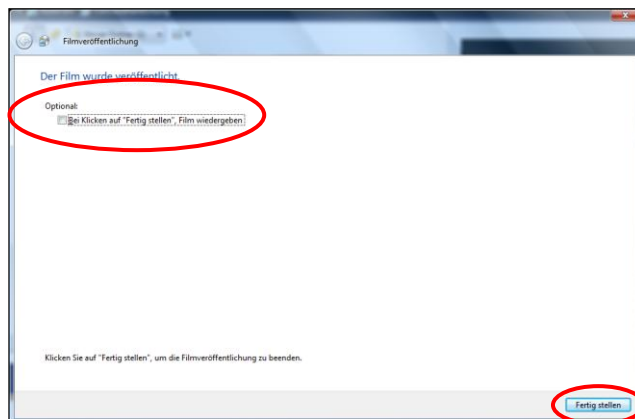 Filmveröffentlichung
Der Film wurde veröffentlicht.
Optional:
Bei Klicken auf "Fertig stellen", Film wiedergeben
Klicken Sie auf "Fertig stellen", um die Filmveröffentlichung zu beenden.
Fertig stellen